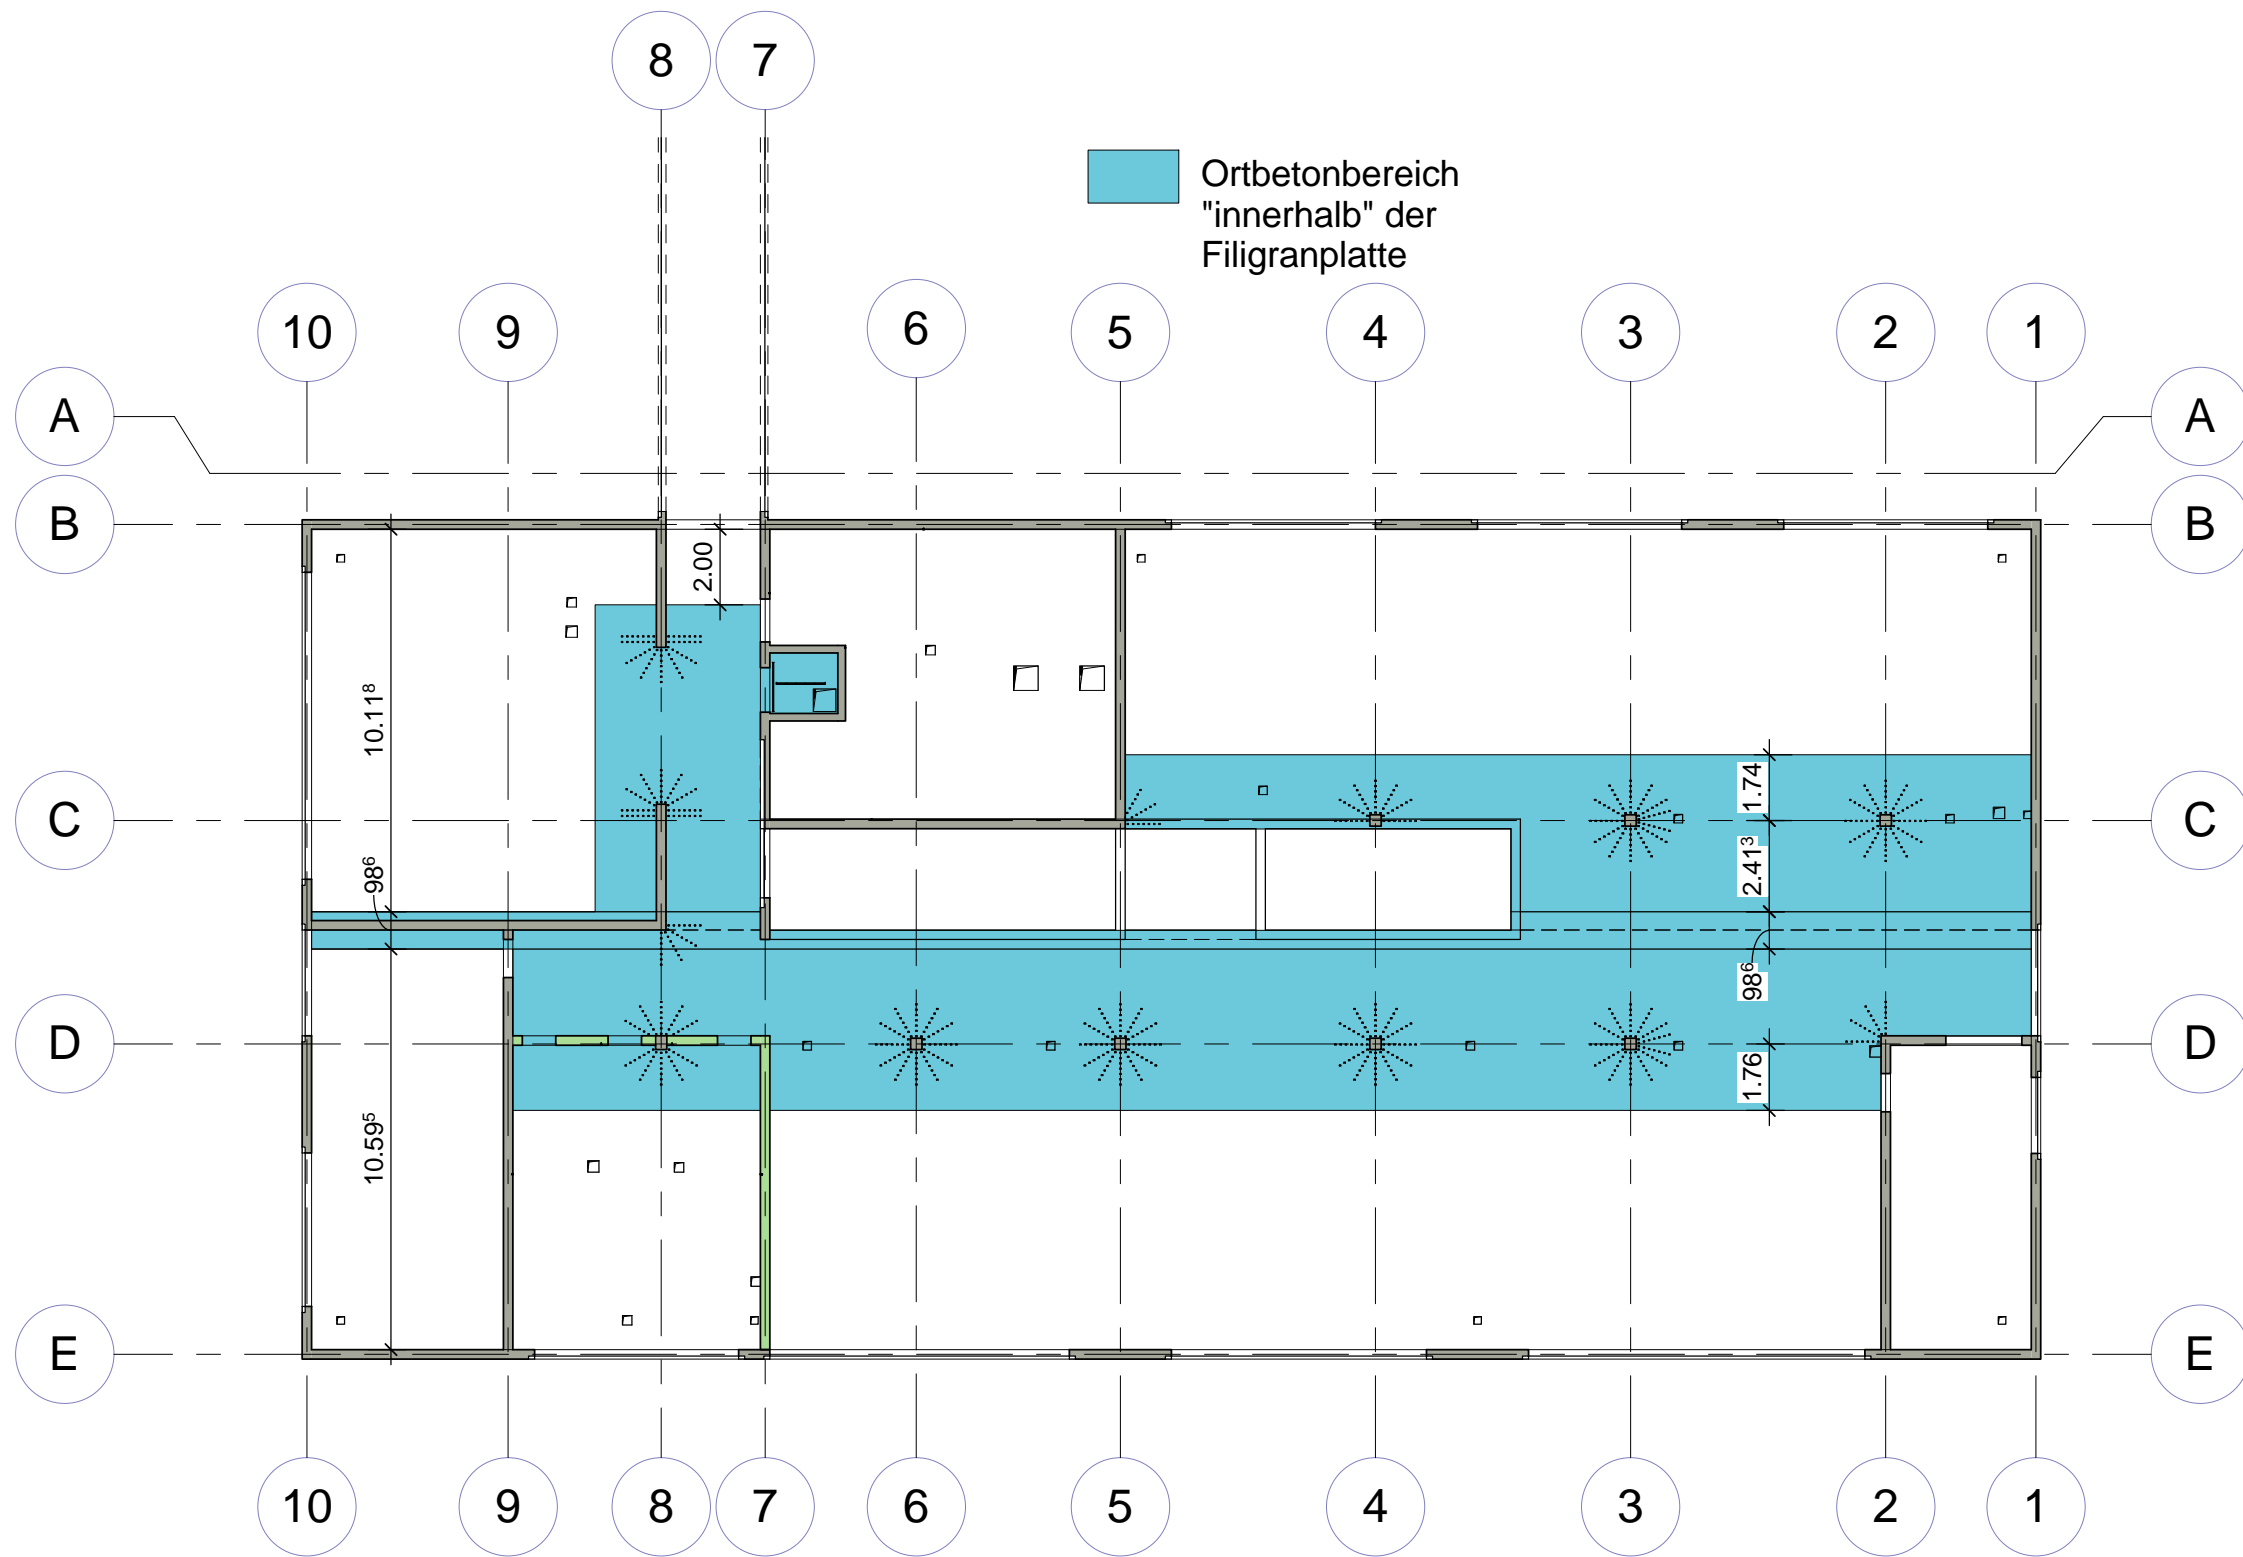 8 7
Ortbetonbereich
"innerhalb" der
Filigranplatte
10 9 6 5 4 3 2 1
A A
B B
2.00
10.11⁸
1.74
C C
2.41³
98⁶
98⁶
D D
1.76
10.59⁵
E E
10 9 8 7 6 5 4 3 2 1